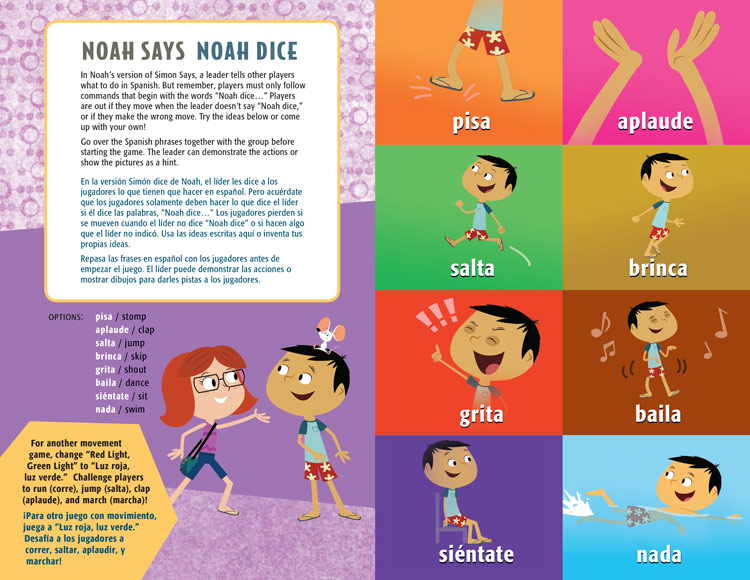 NOAH SAYS NOAH DICE
In Noah's version of Simon Says, a leader tells other players
what to do in Spanish. But remember, players must only follow
commands that begin with the words "Noah dice..." Players
are out if they move when the leader doesn't say "Noah dice,"
or if they make the wrong move. Try the ideas below or come
up with your own!
Go over the Spanish phrases together with the group before
starting the game. The leader can demonstrate the actions or
show the pictures as a hint.
En la versión Simón dice de Noah, el líder les dice a los
jugadores lo que tienen que hacer en español. Pero acuérdate
que los jugadores solamente deben hacer lo que dice el líder
si él dice las palabras, "Noah dice..." Los jugadores pierden si
se mueven cuando el líder no dice "Noah dice" o si hacen algo
que el líder no indicó. Usa las ideas escritas aquí o inventa tus
propias ideas.
Repasa las frases en español con los jugadores antes de
empezar el juego. El líder puede demonstrar las acciones o
mostrar dibujos para darles pistas a los jugadores.
OPTIONS: pisa / stomp
aplaude / clap
salta / jump
brinca / skip
grita / shout
baila / dance
siéntate / sit
nada / swim
For another movement
game, change "Red Light,
Green Light" to "Luz roja,
luz verde." Challenge players
to run (corre), jump (salta), clap
(aplaude), and march (marcha)!
¡Para otro juego con movimiento,
juega a "Luz roja, luz verde."
Desafía a los jugadores a
correr, saltar, aplaudir, y
marchar!
pisa
aplaude
salta
brinca
!!!
grita
baila
siéntate
nada